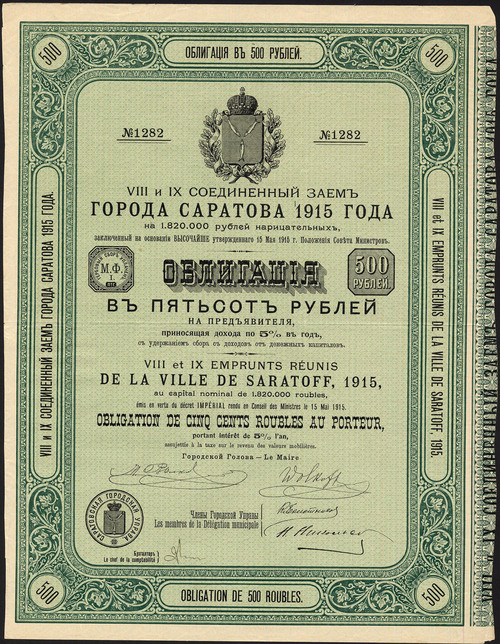 500
ОБЛИГАЦІЯ ВЪ 500 РУБЛЕЙ.
500
№1282
№1282
VIII и IX СОЕДИНЕННЫЙ ЗАЕМЪ
ГОРОДА САРАТОВА 1915 ГОДА
на 1.820.000 рублей нарицательныхъ,
заключенный на основаніи ВЫСОЧАЙШЕ утвержденнаго 15 Мая 1915 г. Положенія Совѣта Министровъ.
М.Ф.
ОБЛИГАЦІЯ
500
РУБЛЕЙ.
ВЪ ПЯТЬСОТЪ РУБЛЕЙ
НА ПРЕДЪЯВИТЕЛЯ,
приносящая дохода по 5% въ годъ,
съ удержаніемъ сбора съ доходовъ отъ денежныхъ капиталовъ.
VIII et IX EMPRUNTS RÉUNIS
DE LA VILLE DE SARATOFF, 1915,
au capital nominal de 1.820.000 roubles,
émis en vertu du décret IMPÉRIAL rendu en Conseil des Ministres le 15 Mai 1915.
OBLIGATION DE CINQ CENTS ROUBLES AU PORTEUR,
portant intérêt de 5% l'an,
assujettie à la taxe sur le revenu des valeurs mobilières.
Городской Голова — Le Maire
Члены Городской Управы
Les membres de la Délégation municipale
САРАТОВСКАЯ ГОРОДСКАЯ УПРАВА
Бухгалтеръ
Le chef de la comptabilité
500
OBLIGATION DE 500 ROUBLES.
500
VIII и IX СОЕДИНЕННЫЙ ЗАЕМЪ ГОРОДА САРАТОВА 1915 ГОДА.
VIII et IX EMPRUNTS RÉUNIS DE LA VILLE DE SARATOFF, 1915.